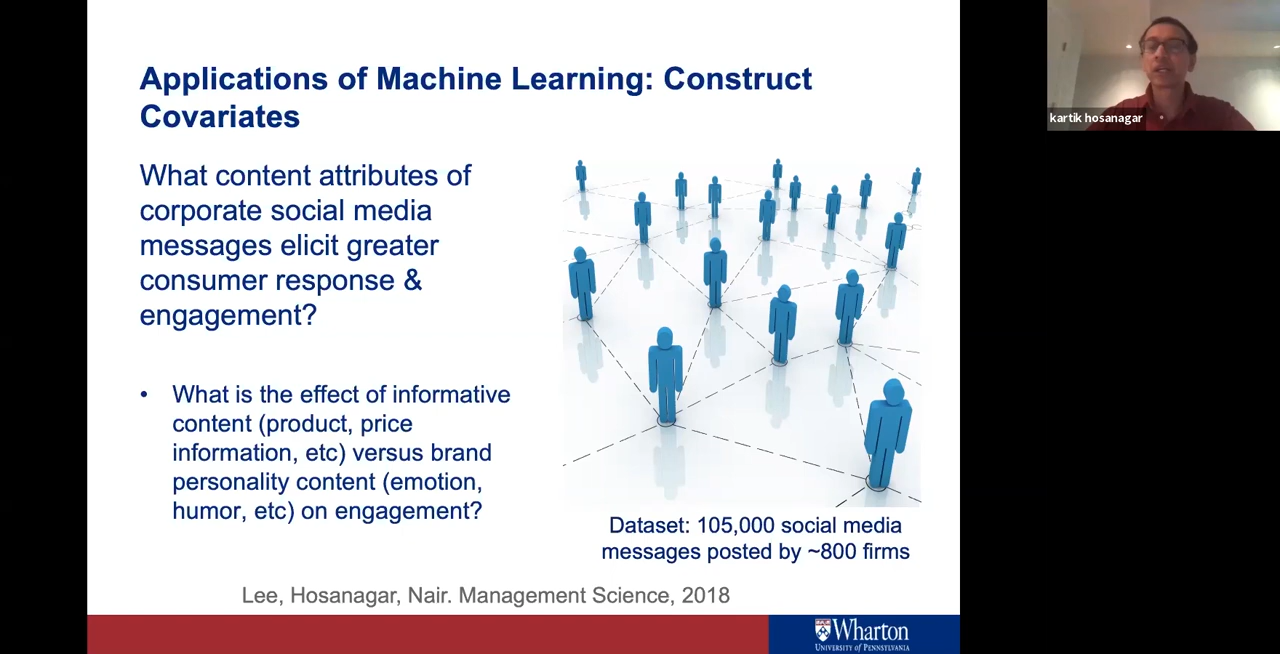 Applications of Machine Learning: Construct
Covariates
What content attributes of
corporate social media
messages elicit greater
consumer response &
engagement?
• What is the effect of informative
content (product, price
information, etc) versus brand
personality content (emotion,
humor, etc) on engagement?
Dataset: 105,000 social media
messages posted by ~800 firms
Lee, Hosanagar, Nair. Management Science, 2018
Wharton
UNIVERSITY OF PENNSYLVANIA
kartik hosanagar